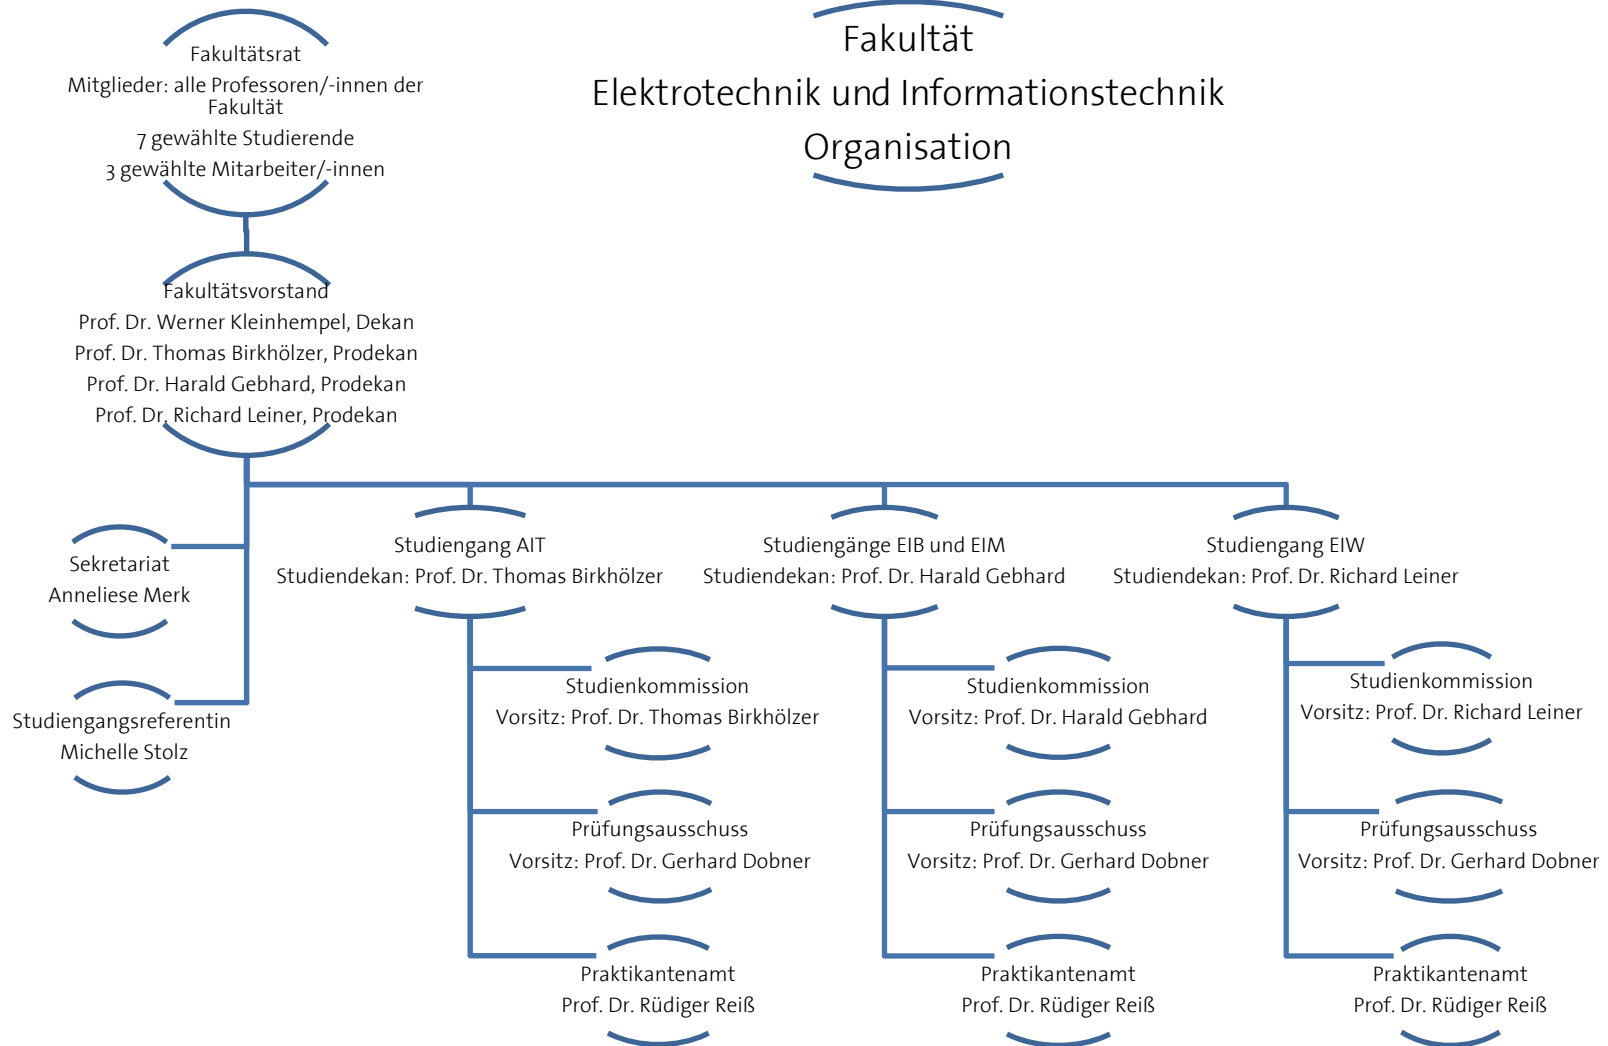 Fakultät
Elektrotechnik und Informationstechnik
Organisation
Fakultätsrat
Mitglieder: alle Professoren/-innen der
Fakultät
7 gewählte Studierende
3 gewählte Mitarbeiter/-innen
Fakultätsvorstand
Prof. Dr. Werner Kleinhempel, Dekan
Prof. Dr. Thomas Birkhölzer, Prodekan
Prof. Dr. Harald Gebhard, Prodekan
Prof. Dr. Richard Leiner, Prodekan
Sekretariat
Anneliese Merk
Studiengangsreferentin
Michelle Stolz
Studiengang AIT
Studiendekan: Prof. Dr. Thomas Birkhölzer
Studienkommission
Vorsitz: Prof. Dr. Thomas Birkhölzer
Prüfungsausschuss
Vorsitz: Prof. Dr. Gerhard Dobner
Praktikantenamt
Prof. Dr. Rüdiger Reiß
Studiengänge EIB und EIM
Studiendekan: Prof. Dr. Harald Gebhard
Studienkommission
Vorsitz: Prof. Dr. Harald Gebhard
Prüfungsausschuss
Vorsitz: Prof. Dr. Gerhard Dobner
Praktikantenamt
Prof. Dr. Rüdiger Reiß
Studiengang EIW
Studiendekan: Prof. Dr. Richard Leiner
Studienkommission
Vorsitz: Prof. Dr. Richard Leiner
Prüfungsausschuss
Vorsitz: Prof. Dr. Gerhard Dobner
Praktikantenamt
Prof. Dr. Rüdiger Reiß